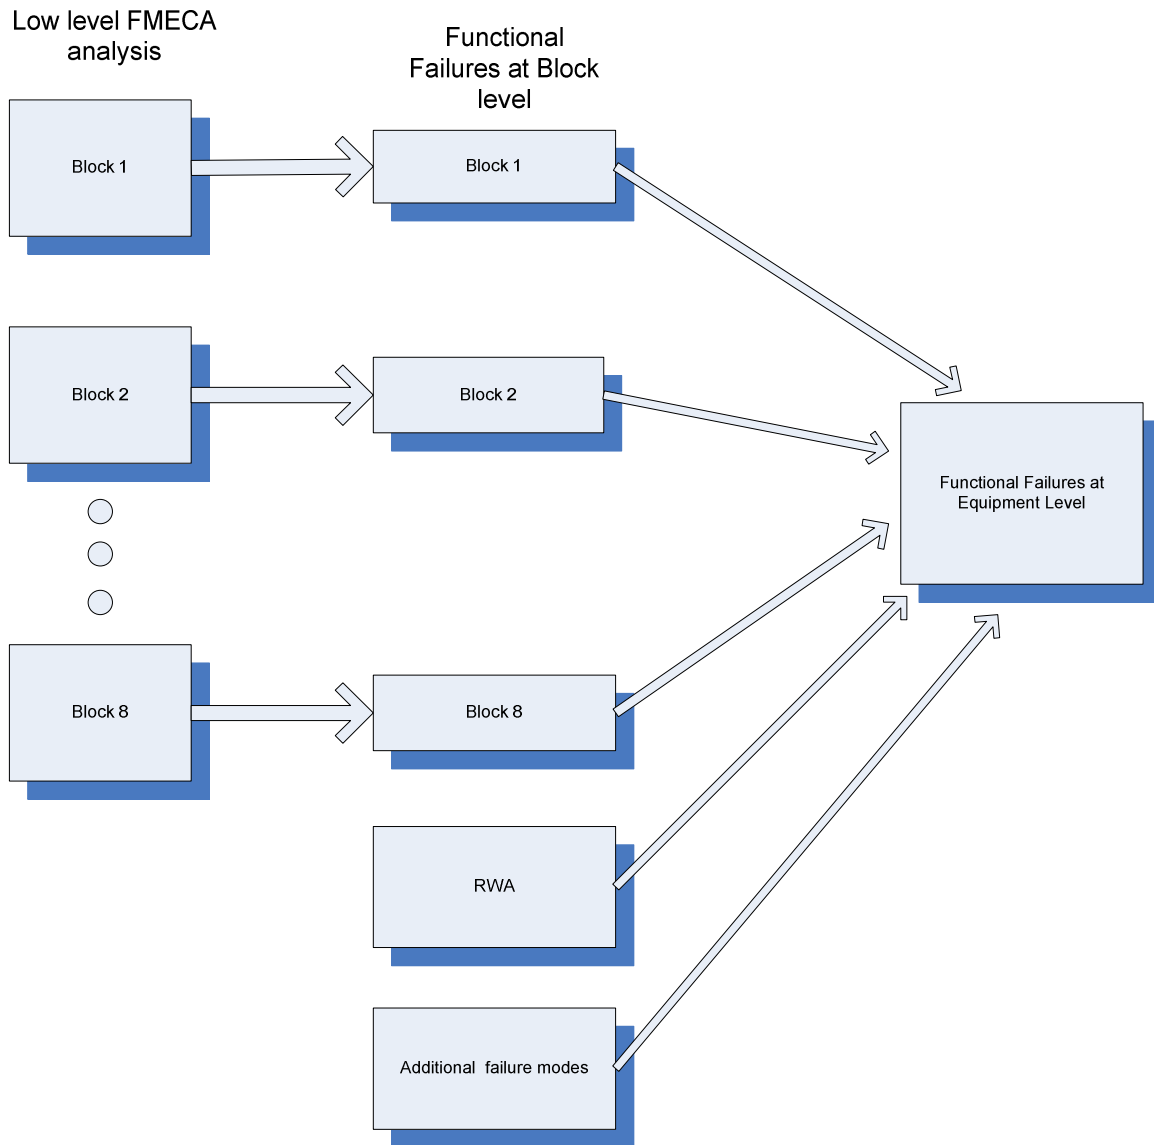 Low level FMECA
analysis
Functional
Failures at Block
level
Block 1
Block 1
Block 2
Block 2
Functional Failures at
Equipment Level
Block 8
Block 8
RWA
Additional failure modes